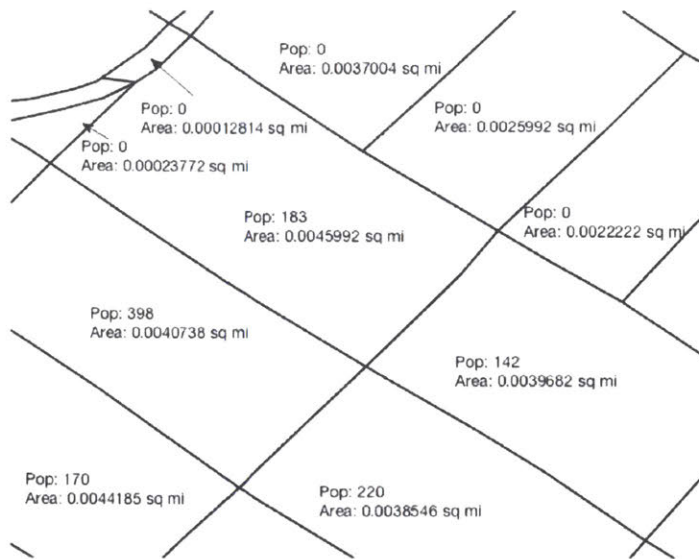 Pop: 0
Area: 0.0037004 sq mi
Pop: 0
Area: 0.00012814 sq mi
Pop: 0
Area: 0.0025992 sq mi
Pop: 0
Area: 0.00023772 sq mi
Pop: 183
Area: 0.0045992 sq mi
Pop: 0
Area: 0.0022222 sq mi
Pop: 398
Area: 0.0040738 sq mi
Pop: 142
Area: 0.0039682 sq mi
Pop: 170
Area: 0.0044185 sq mi
Pop: 220
Area: 0.0038546 sq mi